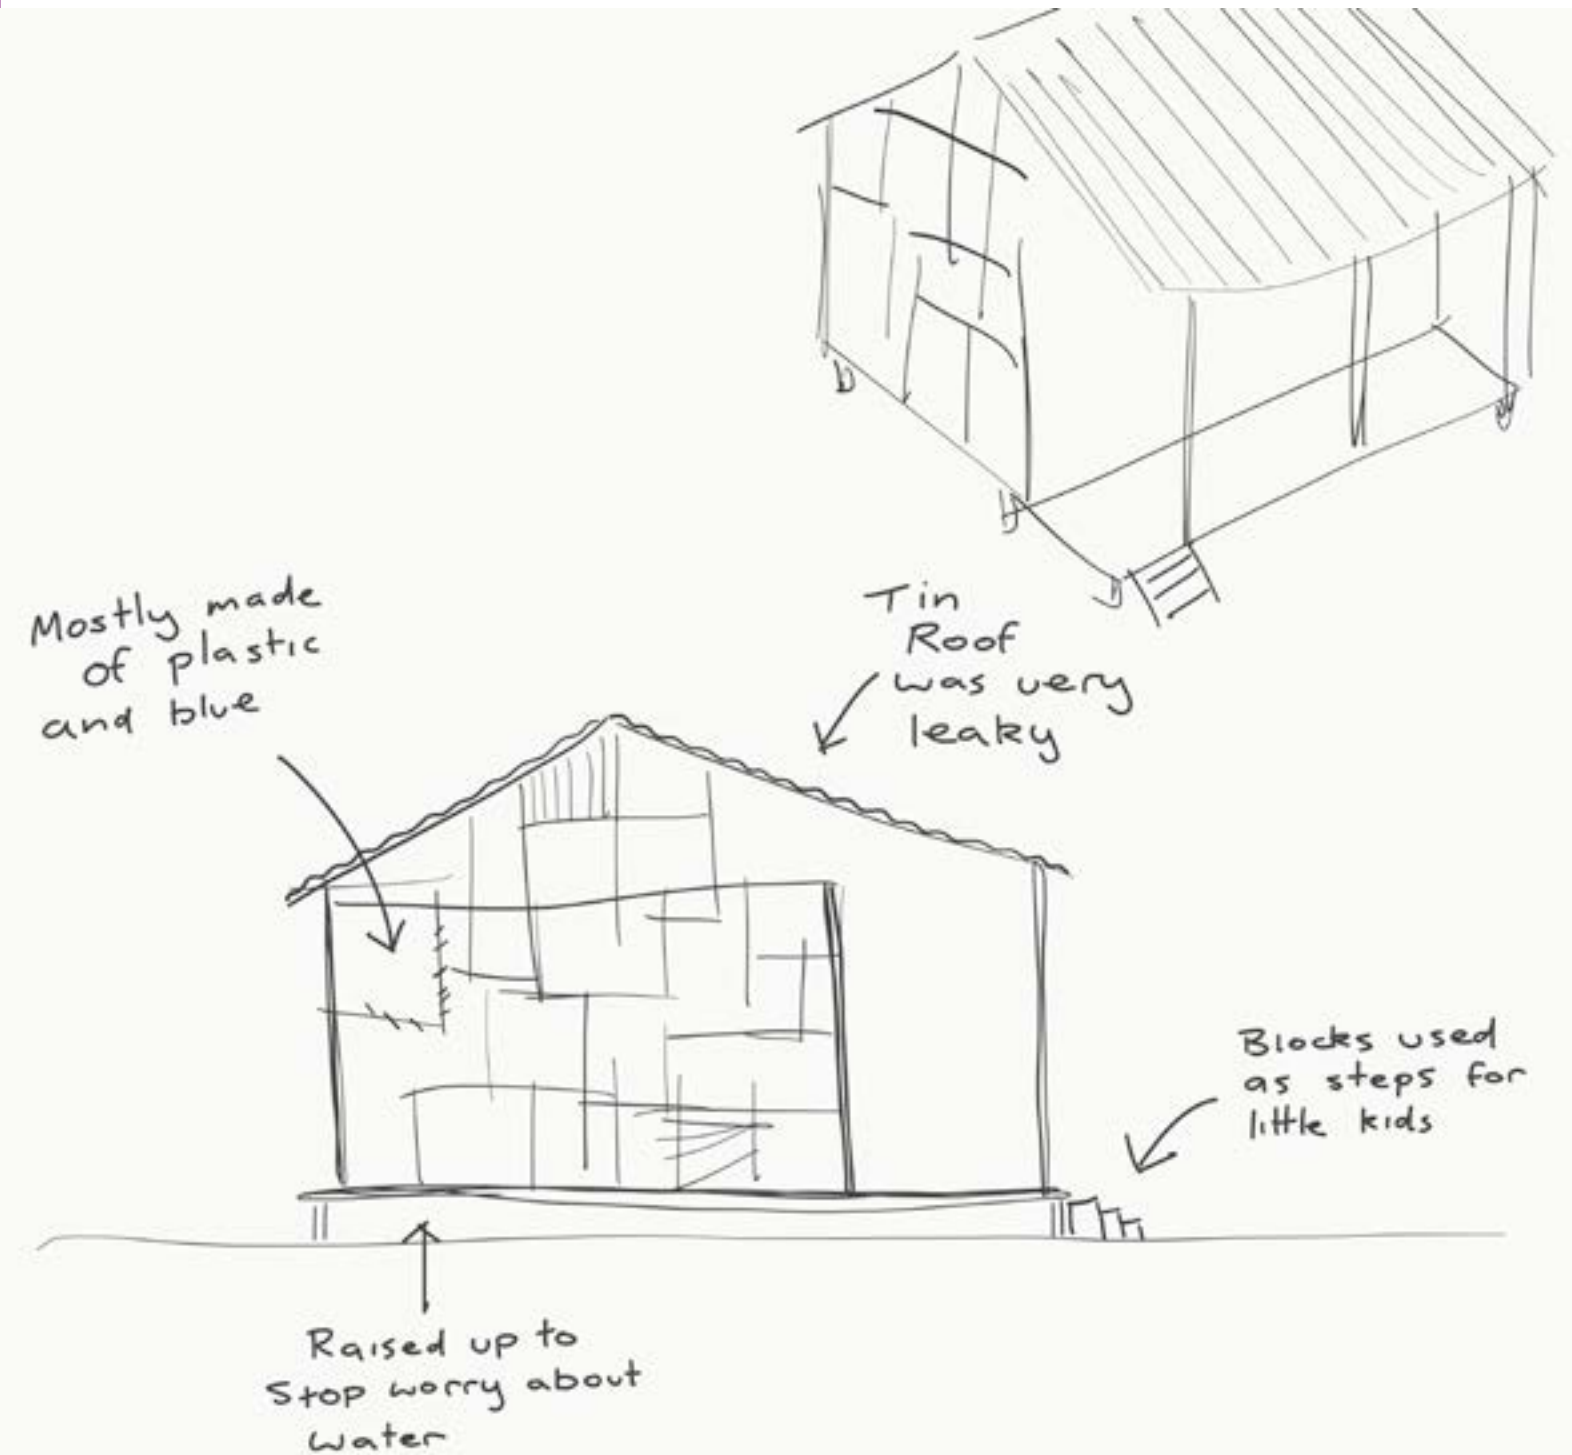 Mostly made
of plastic
and blue
Tin
Roof
was very
leaky
Blocks used
as steps for
little kids
Raised up to
Stop worry about
water